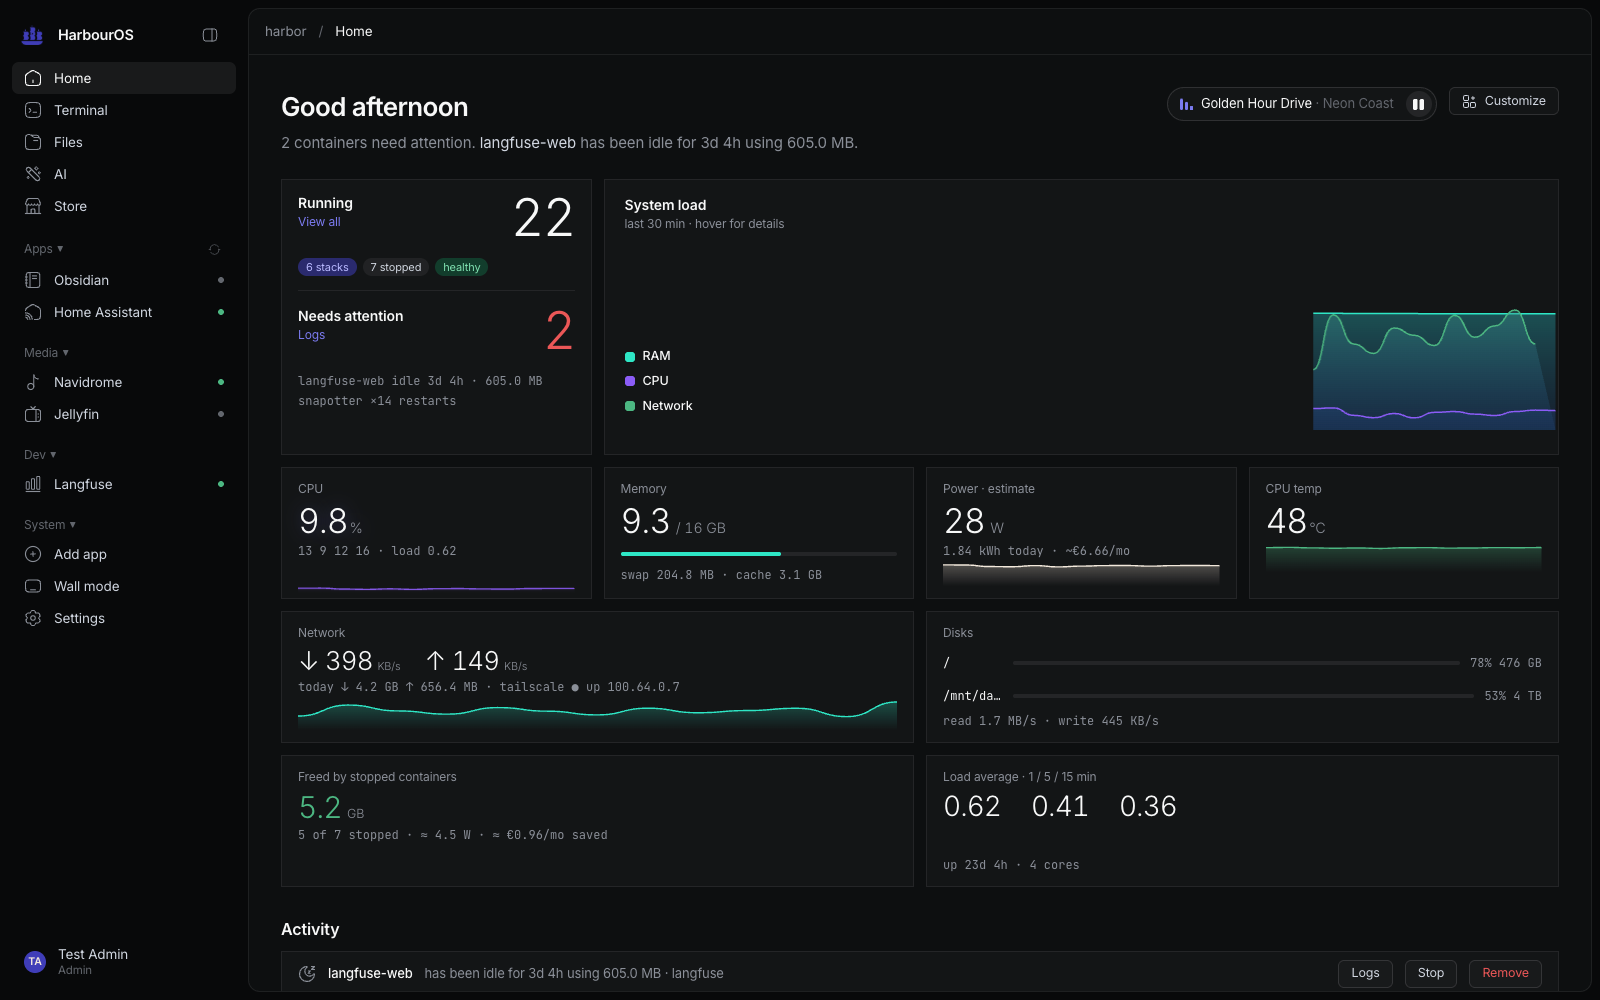 HarbourOS
Home
Terminal
Files
AI
Store
Apps ▾
Obsidian
Home Assistant
Media ▾
Navidrome
Jellyfin
Dev ▾
Langfuse
System ▾
Add app
Wall mode
Settings
TA
Test Admin
Admin
harbor / Home
Good afternoon
2 containers need attention. langfuse-web has been idle for 3d 4h using 605.0 MB.
Golden Hour Drive · Neon Coast
Customize
Running
View all
22
6 stacks
7 stopped
healthy
Needs attention
Logs
2
langfuse-web idle 3d 4h · 605.0 MB
snapotter ×14 restarts
System load
last 30 min · hover for details
RAM
CPU
Network
CPU
9.8 %
13 9 12 16 · load 0.62
Memory
9.3 / 16 GB
swap 204.8 MB · cache 3.1 GB
Power · estimate
28 W
1.84 kWh today · ~€6.66/mo
CPU temp
48 °C
Network
↓ 398 KB/s ↑ 149 KB/s
today ↓ 4.2 GB ↑ 656.4 MB · tailscale ● up 100.64.0.7
Disks
/ 78% 476 GB
/mnt/da… 53% 4 TB
read 1.7 MB/s · write 445 KB/s
Freed by stopped containers
5.2 GB
5 of 7 stopped · ≈ 4.5 W · ≈ €0.96/mo saved
Load average · 1 / 5 / 15 min
0.62 0.41 0.36
up 23d 4h · 4 cores
Activity
langfuse-web has been idle for 3d 4h using 605.0 MB · langfuse
Logs
Stop
Remove